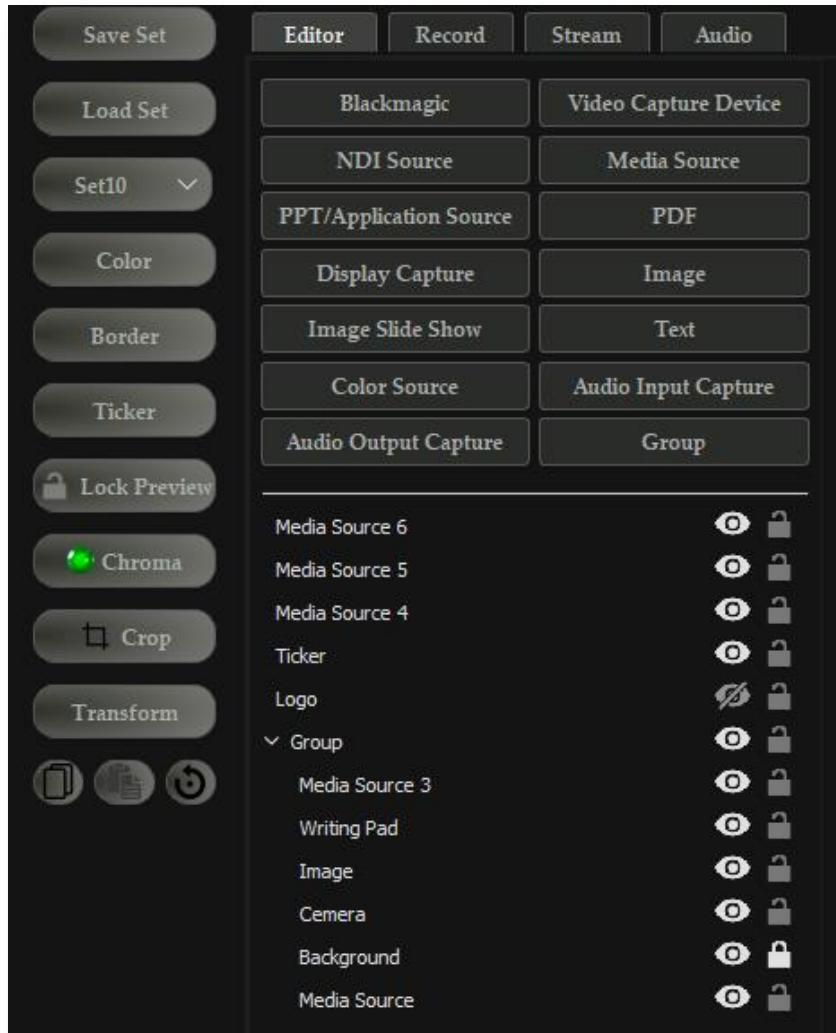 Save Set
Load Set
Set10
Color
Border
Ticker
Lock Preview
Chroma
Crop
Transform
Editor Record Stream Audio
Blackmagic Video Capture Device
NDI Source Media Source
PPT/Application Source PDF
Display Capture Image
Image Slide Show Text
Color Source Audio Input Capture
Audio Output Capture Group
Media Source 6
Media Source 5
Media Source 4
Ticker
Logo
Group
Media Source 3
Writing Pad
Image
Cemera
Background
Media Source